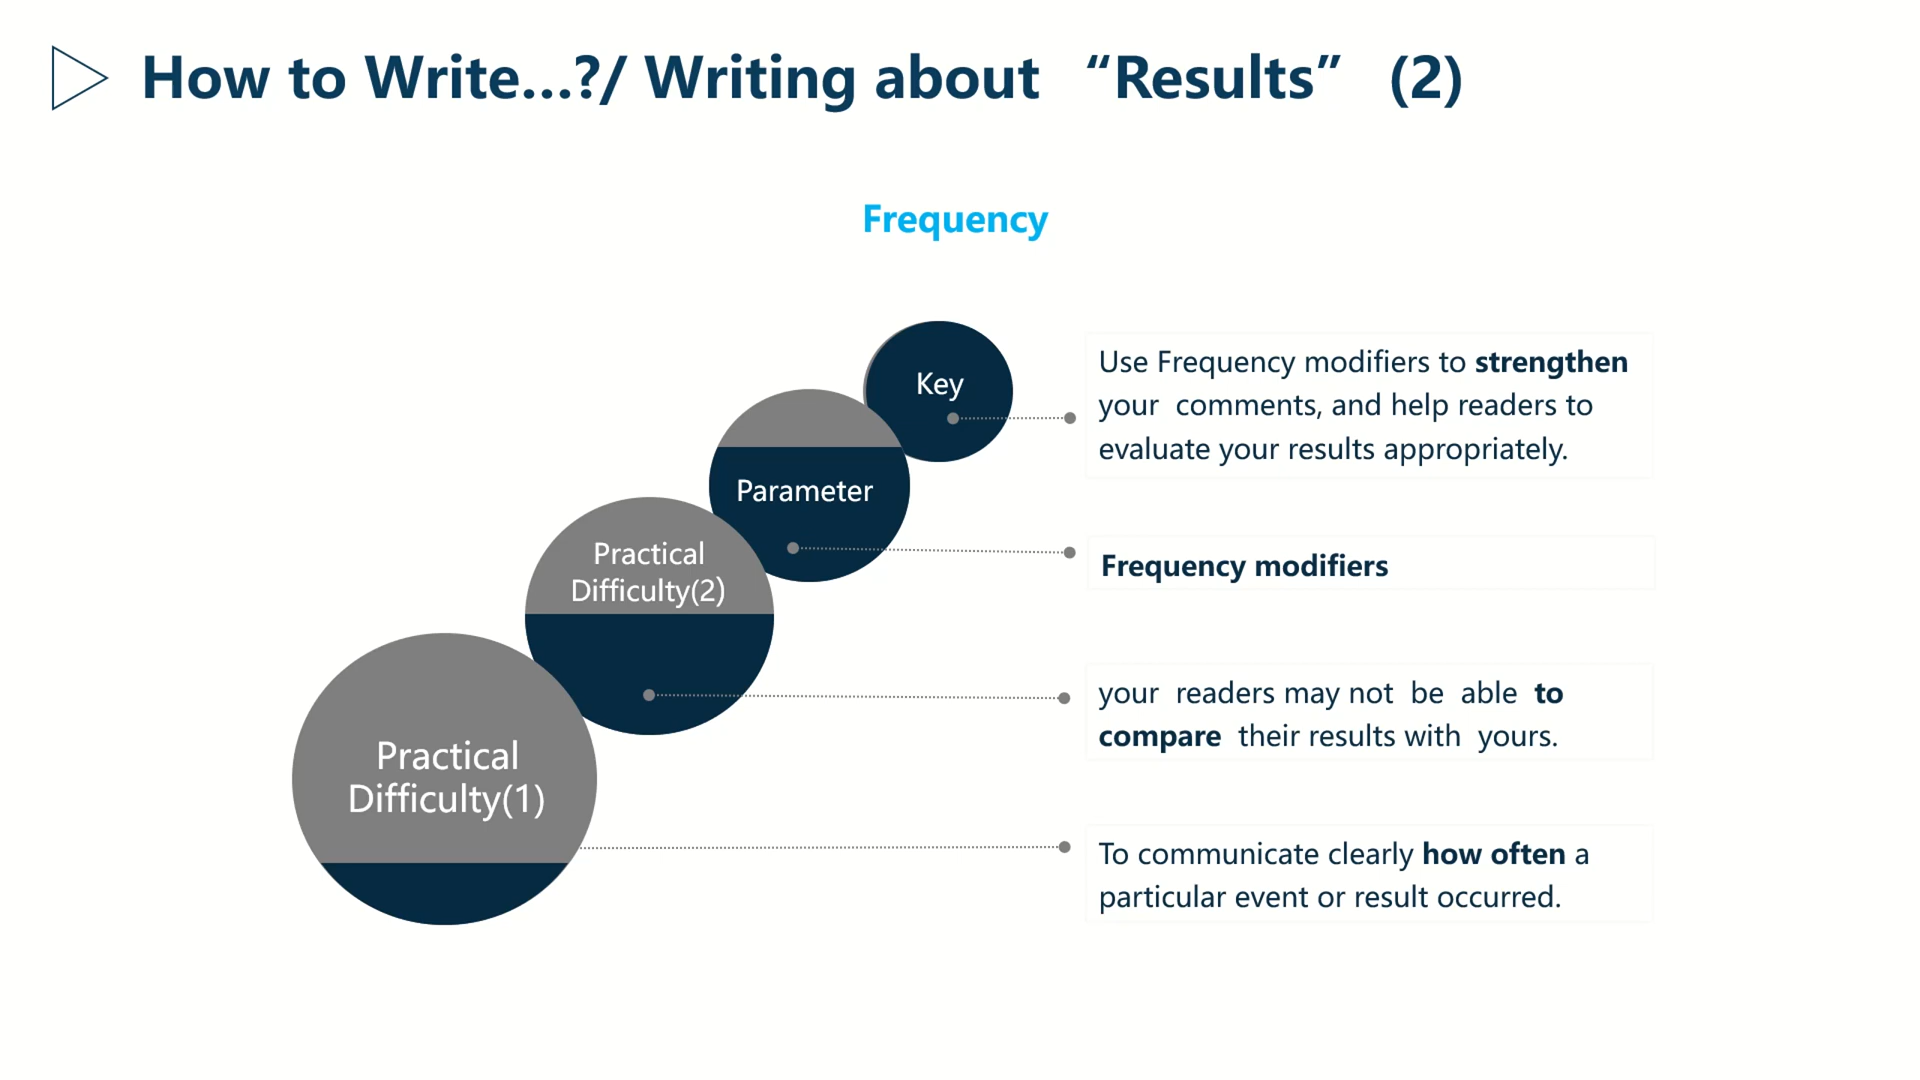 How to Write...?/ Writing about “Results” (2)
Frequency
Key
Use Frequency modifiers to strengthen
your comments, and help readers to
evaluate your results appropriately.
Parameter
Frequency modifiers
Practical
Difficulty(2)
your readers may not be able to
compare their results with yours.
Practical
Difficulty(1)
To communicate clearly how often a
particular event or result occurred.